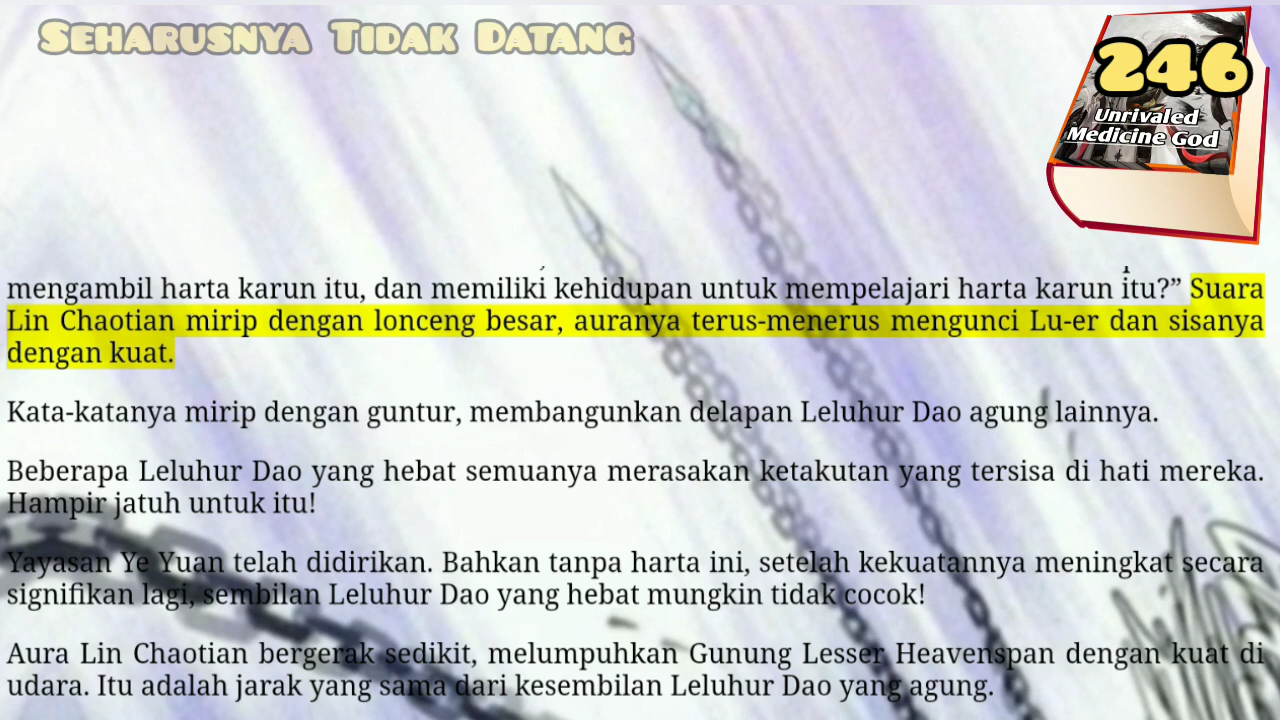 Seharusnya Tidak Datang
246
Unrivaled
Medicine God
mengambil harta karun itu, dan memiliki kehidupan untuk mempelajari harta karun itu?” Suara
Lin Chaotian mirip dengan lonceng besar, auranya terus-menerus mengunci Lu-er dan sisanya
dengan kuat.
Kata-katanya mirip dengan guntur, membangunkan delapan Leluhur Dao agung lainnya.
Beberapa Leluhur Dao yang hebat semuanya merasakan ketakutan yang tersisa di hati mereka.
Hampir jatuh untuk itu!
Yayasan Ye Yuan telah didirikan. Bahkan tanpa harta ini, setelah kekuatannya meningkat secara
signifikan lagi, sembilan Leluhur Dao yang hebat mungkin tidak cocok!
Aura Lin Chaotian bergerak sedikit, melumpuhkan Gunung Lesser Heavenspan dengan kuat di
udara. Itu adalah jarak yang sama dari kesembilan Leluhur Dao yang agung.